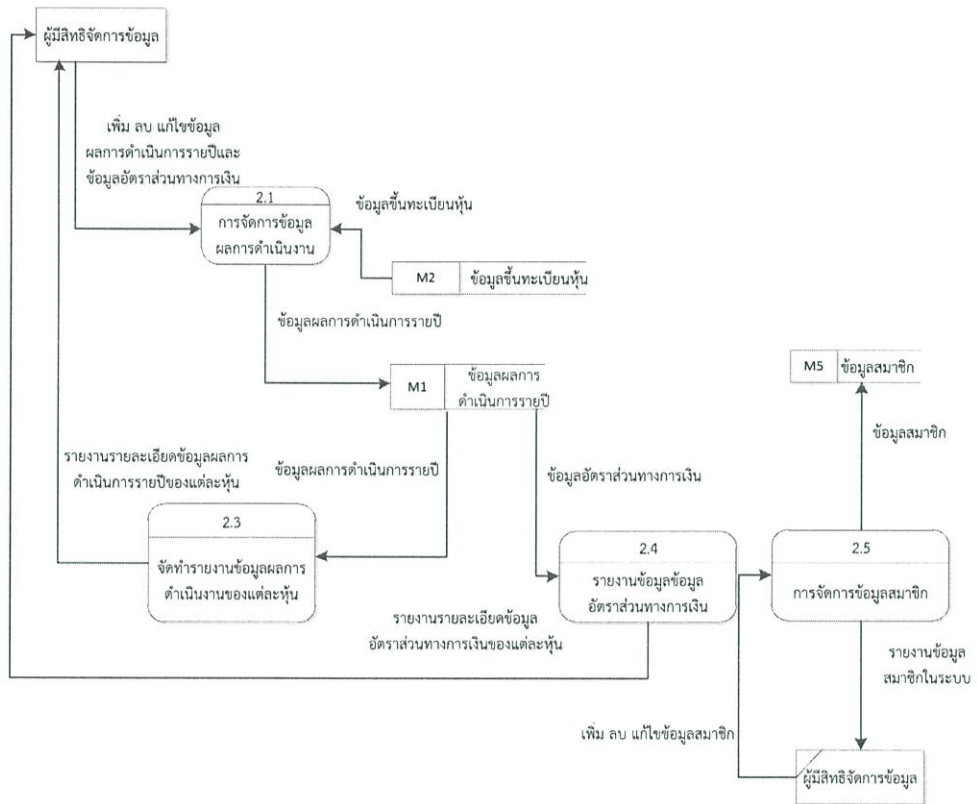 ผู้มีสิทธิจัดการข้อมูล
เพิ่ม ลบ แก้ไขข้อมูล
ผลการดำเนินการรายปีและ
ข้อมูลอัตราส่วนทางการเงิน
2.1
การจัดการข้อมูล
ผลการดำเนินงาน
ข้อมูลขึ้นทะเบียนหุ้น
M2 ข้อมูลขึ้นทะเบียนหุ้น
ข้อมูลผลการดำเนินการรายปี
M1 ข้อมูลผลการ
ดำเนินการรายปี
M5 ข้อมูลสมาชิก
ข้อมูลสมาชิก
รายงานรายละเอียดข้อมูลผลการ
ดำเนินการรายปีของแต่ละหุ้น
ข้อมูลผลการดำเนินการรายปี
ข้อมูลอัตราส่วนทางการเงิน
2.3
จัดทำรายงานข้อมูลผลการ
ดำเนินงานของแต่ละหุ้น
2.4
รายงานข้อมูลข้อมูล
อัตราส่วนทางการเงิน
2.5
การจัดการข้อมูลสมาชิก
รายงานรายละเอียดข้อมูล
อัตราส่วนทางการเงินของแต่ละหุ้น
รายงานข้อมูล
สมาชิกในระบบ
เพิ่ม ลบ แก้ไขข้อมูลสมาชิก
ผู้มีสิทธิจัดการข้อมูล